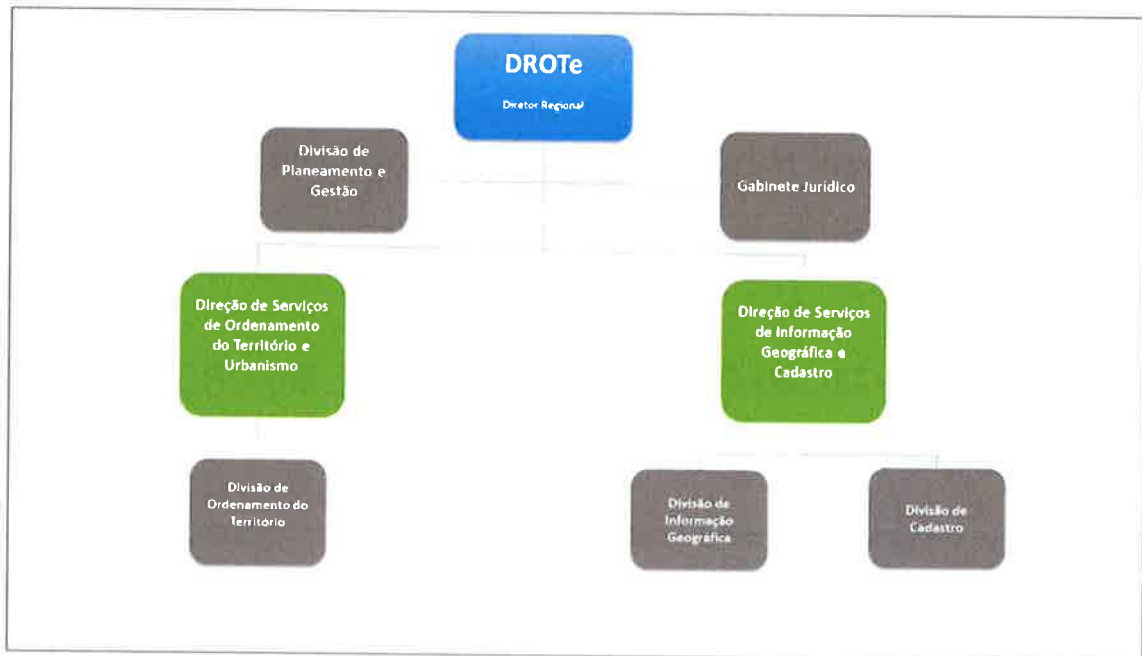 DROTe
Diretor Regional
Divisão de
Planeamento e
Gestão
Gabinete Jurídico
Direção de Serviços
de Ordenamento
do Território e
Urbanismo
Direção de Serviços
de Informação
Geográfica e
Cadastro
Divisão de
Ordenamento do
Território
Divisão de
Informação
Geográfica
Divisão de
Cadastro